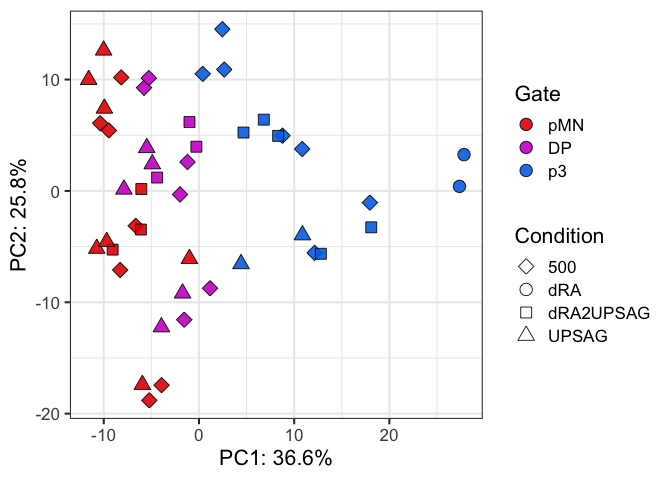 10
0
-10
-20
PC2: 25.8%
-10 0 10 20
PC1: 36.6%
Gate
pMN
DP
p3
Condition
500
dRA
dRA2UPSAG
UPSAG